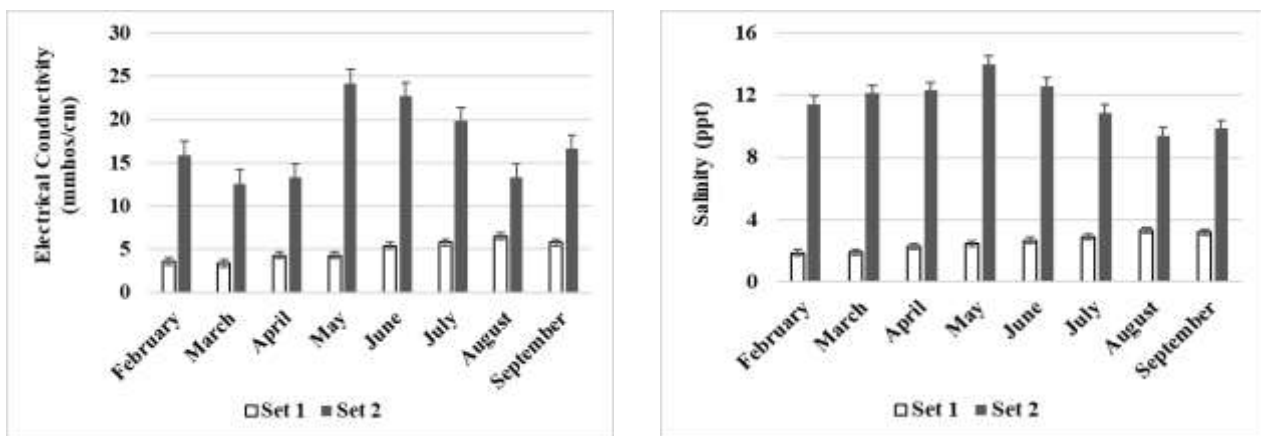 30
25
20
15
10
5
0
Electrical Conductivity
(mmhos/cm)
February
March
April
May
June
July
August
September
Set 1 Set 2
16
12
8
4
0
Salinity (ppt)
February
March
April
May
June
July
August
September
Set 1 Set 2